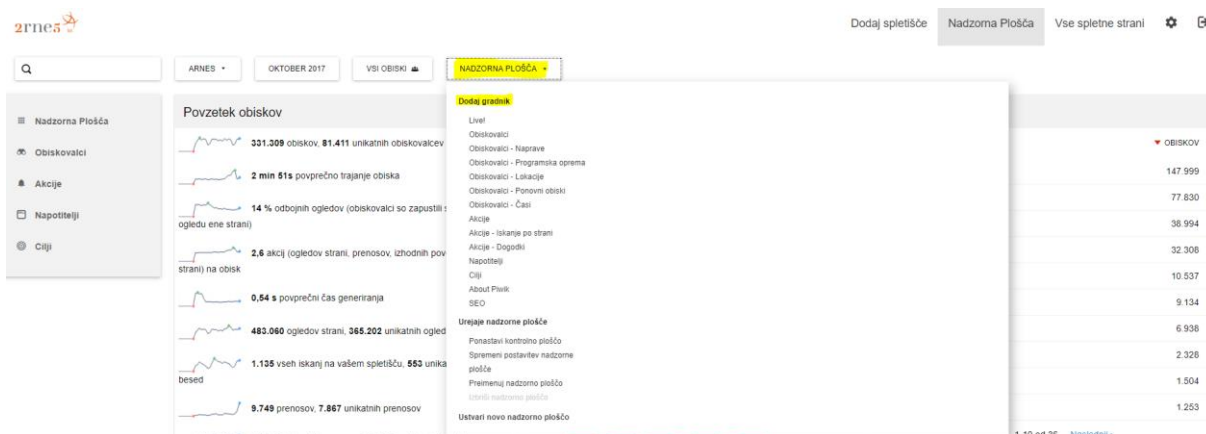 2rne5
Dodaj spletišče
Nadzorna Plošča
Vse spletne strani
ARNES
OKTOBER 2017
VSI OBISKI
NADZORNA PLOŠČA
Nadzorna Plošča
Obiskovalci
Akcije
Napotitelji
Cilji
Povzetek obiskov
331.309 obiskov, 81.411 unikatnih obiskovalcev
2 min 51s povprečno trajanje obiska
14 % odbojnih ogledov (obiskovalci so zapustili
ogledu ene strani)
2,6 akcij (ogledov strani, prenosov, izhodnih pov
strani) na obisk
0,54 s povprečni čas generiranja
483.060 ogledov strani, 365.202 unikatnih ogled
1.135 vseh iskanj na vašem spletišču, 553 unika
besed
9.749 prenosov, 7.867 unikatnih prenosov
Dodaj gradnik
Live!
Obiskovalci
Obiskovalci - Naprave
Obiskovalci - Programska oprema
Obiskovalci - Lokacije
Obiskovalci - Ponovni obiski
Obiskovalci - Časi
Akcije
Akcije - Iskanje po strani
Akcije - Dogodki
Napotitelji
Cilji
About Piwik
SEO
Urejaje nadzorne plošče
Ponastavi kontrolno ploščo
Spremeni postavitev nadzorne
plošče
Preimenuj nadzorno ploščo
Izbriši nadzorno ploščo
Ustvari novo nadzorno ploščo
OBISKOV
147.999
77.830
38.994
32.308
10.537
9.134
6.938
2.328
1.504
1.253